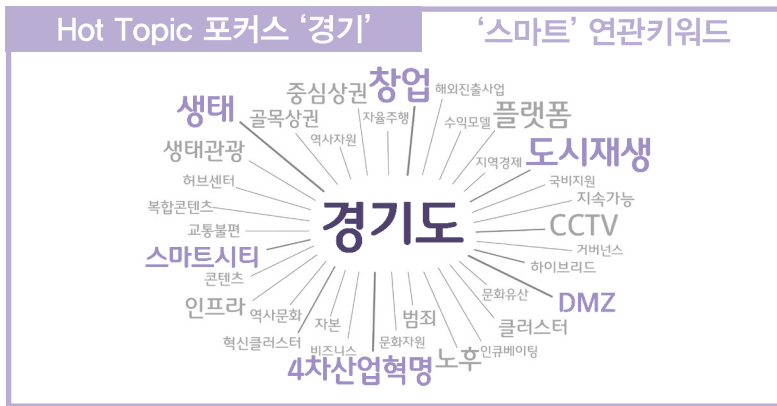 Hot Topic 포커스 ‘경기’
‘스마트’ 연관키워드
창업
중심상권
해외진출사업
생태
골목상권
자율주행
수익모델
플랫폼
역사자원
생태관광
지역경제
도시재생
허브센터
국비지원
지속가능
복합콘텐츠
경기도
CCTV
교통불편
거버넌스
스마트시티
하이브리드
콘텐츠
문화유산
DMZ
인프라
역사문화
자본
범죄
클러스터
혁신클러스터
비즈니스
문화자원
노후
인큐베이팅
4차산업혁명